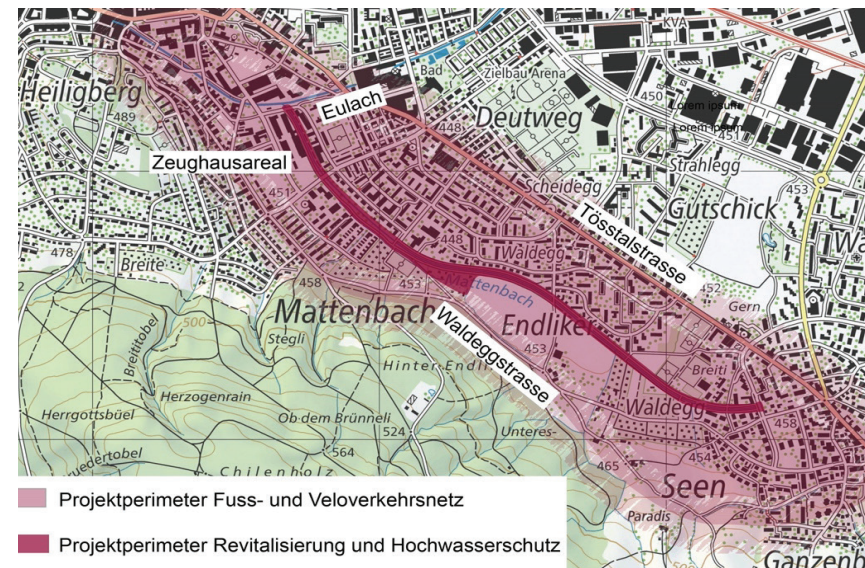 KVA
Heiligberg
489
Eulach
Bad
Zielbau Arena
Deutweg
450
Lorem ipsum
Lorem ipsum
451
Zeughausareal
448
Strahlegg
453
Scheidegg
Gutschick
451
Tösstalstrasse
478
Breite
448
Waldegg
458
453
Mattenbach
452
Gern
Mattenbach
500
Stegli
Endliker
Waldeggstrasse
453
Breititobel
Hinter Endli
Breiti
Herzogenrain
Waldegg
Herrgottsbüel
Ob dem Brünneli
524
Unteres-
458
564
454
Chilenholz
465
Seen
Paradis
Projektperimeter Fuss- und Veloverkehrsnetz
Projektperimeter Revitalisierung und Hochwasserschutz